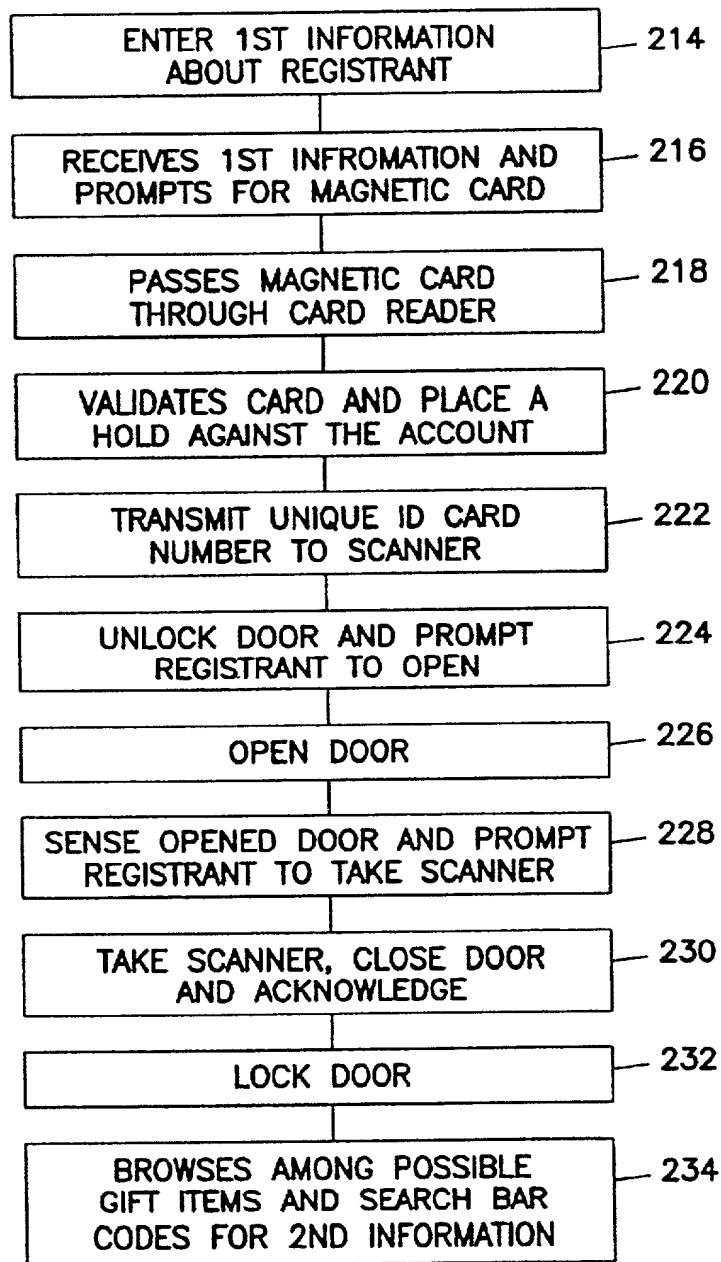 ENTER 1ST INFORMATION
ABOUT REGISTRANT
214
RECEIVES 1ST INFROMATION AND
PROMPTS FOR MAGNETIC CARD
216
PASSES MAGNETIC CARD
THROUGH CARD READER
218
VALIDATES CARD AND PLACE A
HOLD AGAINST THE ACCOUNT
220
TRANSMIT UNIQUE ID CARD
NUMBER TO SCANNER
222
UNLOCK DOOR AND PROMPT
REGISTRANT TO OPEN
224
OPEN DOOR
226
SENSE OPENED DOOR AND PROMPT
REGISTRANT TO TAKE SCANNER
228
TAKE SCANNER, CLOSE DOOR
AND ACKNOWLEDGE
230
LOCK DOOR
232
BROWSES AMONG POSSIBLE
GIFT ITEMS AND SEARCH BAR
CODES FOR 2ND INFORMATION
234